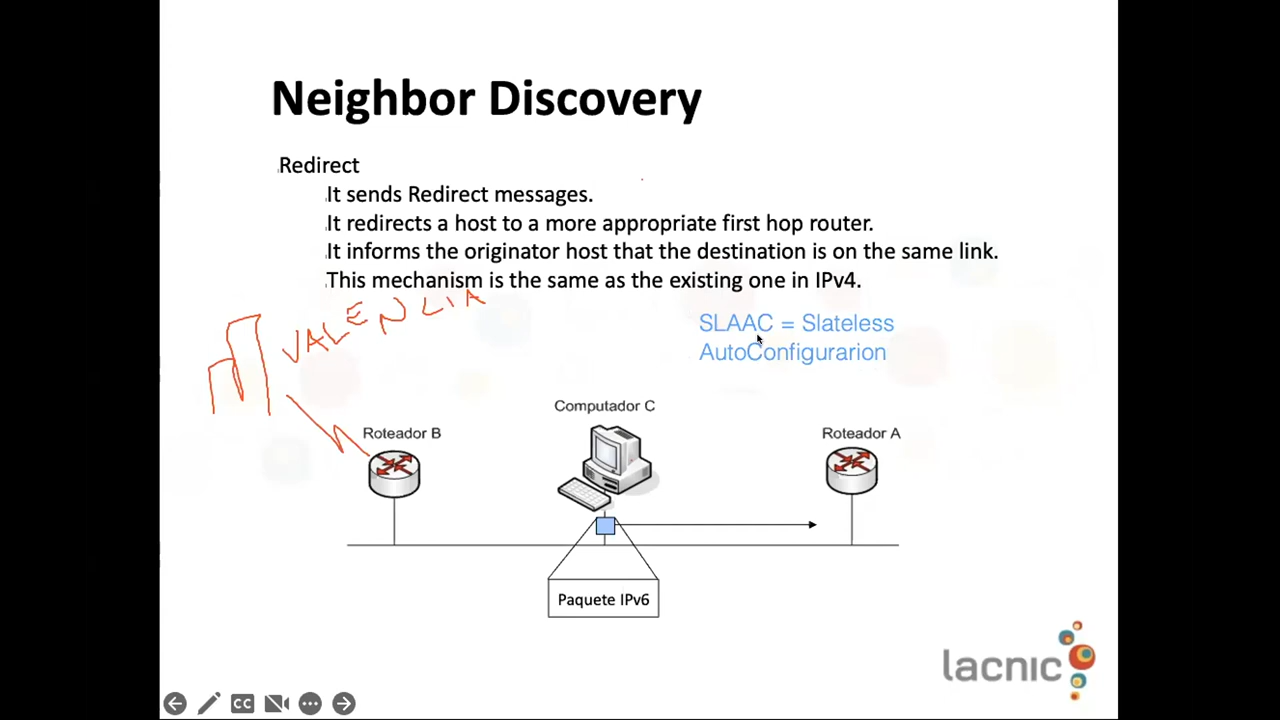 Neighbor Discovery
Redirect
It sends Redirect messages.
It redirects a host to a more appropriate first hop router.
It informs the originator host that the destination is on the same link.
This mechanism is the same as the existing one in IPv4.
VALENCIA
SLAAC = Slateless
AutoConfigurarion
Computador C
Roteador B
Roteador A
Paquete IPv6
lacnic
CC